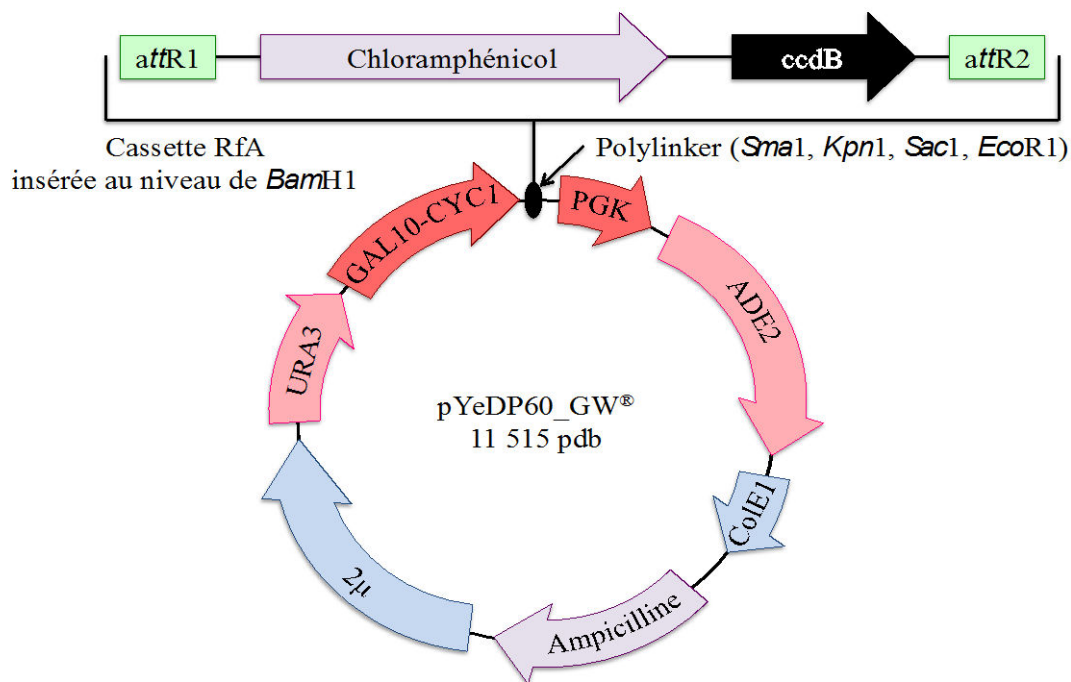 attR1
Chloramphénicol
ccdB
attR2
Cassette RfA
insérée au niveau de BamH1
Polylinker (Sma1, Kpn1, Sac1, EcoR1)
GAL10-CYC1
PGK
URA3
ADE2
pYeDP60_GW®
11 515 pdb
ColE1
2µ
Ampicilline